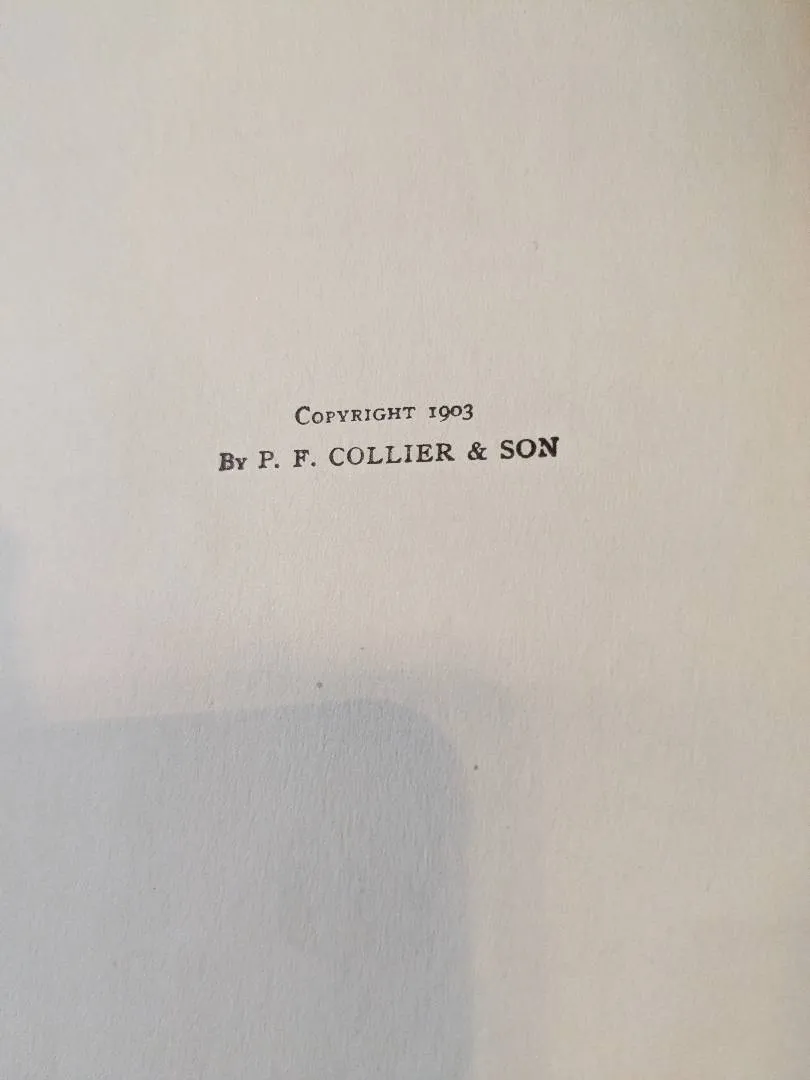 Copyright 1903
By P. F. COLLIER & SON